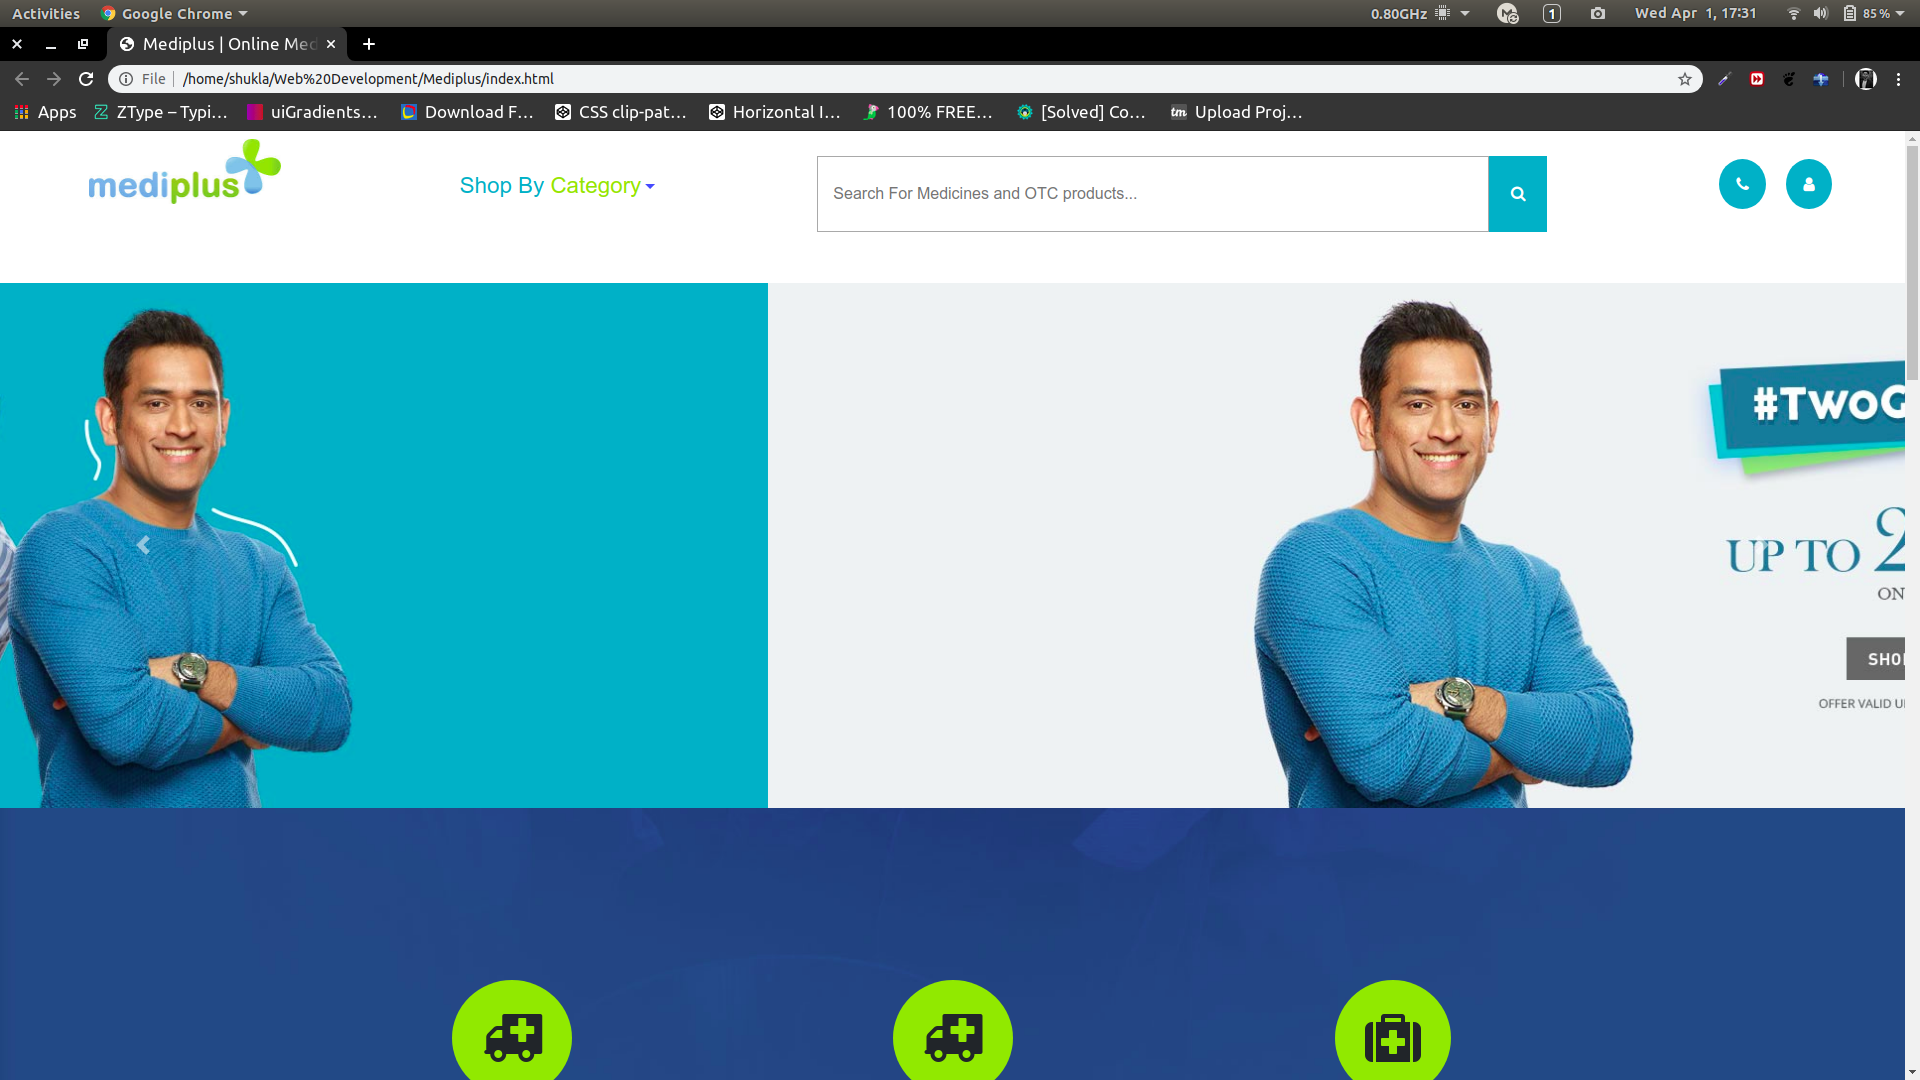 Activities Google Chrome 0.80GHz 1 Wed Apr 1, 17:31 85%
Mediplus | Online Med
File /home/shukla/Web%20Development/Mediplus/index.html
Apps ZType – Typi... uiGradients... Download F... CSS clip-pat... Horizontal I... 100% FREE... [Solved] Co... tm Upload Proj...
mediplus Shop By Category Search For Medicines and OTC products...
#TWOG
UP TO 2
ON
SHO
OFFER VALID U